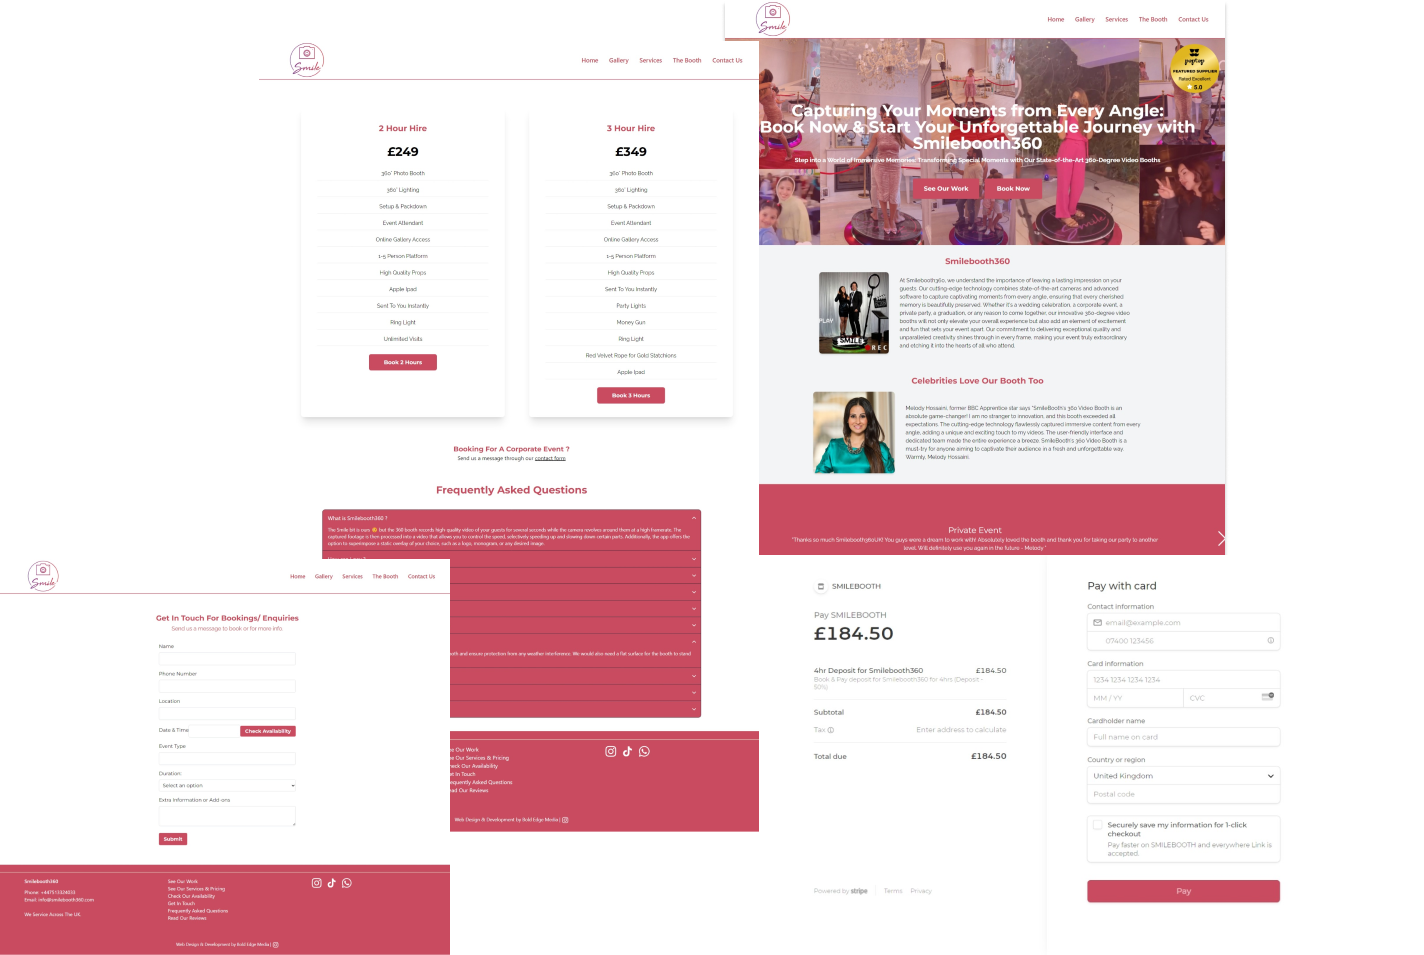 Smile
Home Gallery Services The Booth Contact Us
poptop
FEATURED SUPPLIER
Rated Excellent
5.0
Capturing Your Moments from Every Angle:
Book Now & Start Your Unforgettable Journey with
Smilebooth360
Step into a World of Immersive Memories: Transforming Special Moments with Our State-of-the-Art 360-Degree Video Booths
See Our Work
Book Now
Smilebooth360
PLAY
SMILE
REC
At Smilebooth360, we understand the importance of leaving a lasting impression on your
guests. Our cutting-edge technology combines state-of-the-art cameras and advanced
software to capture captivating moments from every angle, ensuring that every cherished
memory is beautifully preserved. Whether it's a wedding celebration, a corporate event, a
private party, a graduation, or any reason to come together, our innovative 360-degree video
booths will not only elevate your overall experience but also add an element of excitement
and fun that sets your event apart. Our commitment to delivering exceptional quality and
unparalleled creativity shines through in every frame, making your event truly extraordinary
and etching it into the hearts of all who attend.
Celebrities Love Our Booth Too
Melody Hossaini, former BBC Apprentice star says "SmileBooth's 360 Video Booth is an
absolute game-changer! I am no stranger to innovation, and this booth exceeded all
expectations. The cutting-edge technology flawlessly captured immersive content from every
angle, adding a unique and exciting touch to my videos. The user-friendly interface and
dedicated team made the entire experience a breeze. SmileBooth's 360 Video Booth is a
must-try for anyone aiming to captivate their audience in a fresh and unforgettable way.
Warmly, Melody Hossaini.
Private Event
"Thanks so much Smilebooth360UK! You guys were a dream to work with! Absolutely loved the booth and thank you for taking our party to another
level. Will definitely use you again in the future - Melody "
Smile
Home Gallery Services The Booth Contact Us
2 Hour Hire
£249
360° Photo Booth
360° Lighting
Setup & Packdown
Event Attendant
Online Gallery Access
1-5 Person Platform
High Quality Props
Apple Ipad
Sent To You Instantly
Ring Light
Unlimited Visits
Book 2 Hours
3 Hour Hire
£349
360° Photo Booth
360° Lighting
Setup & Packdown
Event Attendant
Online Gallery Access
1-5 Person Platform
High Quality Props
Sent To You Instantly
Party Lights
Money Gun
Ring Light
Red Velvet Rope for Gold Statchions
Apple Ipad
Book 3 Hours
Booking For A Corporate Event ?
Send us a message through our contact form
Frequently Asked Questions
What is Smilebooth360 ?
The Smile bit is ours 😊 but the 360 booth records high-quality video of your guests for several seconds while the camera revolves around them at a high framerate. The
captured footage is then processed into a video that allows you to control the speed, selectively speeding up and slowing down certain parts. Additionally, the app offers the
option to superimpose a static overlay of your choice, such as a logo, monogram, or any desired image.
ooth and ensure protection from any weather interference. We would also need a flat surface for the booth to stand
ee Our Work
ee Our Services & Pricing
heck Our Availability
et In Touch
requently Asked Questions
ead Our Reviews
Web Design & Development by Bold Edge Media |
Smile
Home Gallery Services The Booth Contact Us
Get In Touch For Bookings/ Enquiries
Send us a message to book or for more info.
Name
Phone Number
Location
Date & Time
Check Availability
Event Type
Duration:
Select an option
Extra Information or Add-ons
Submit
Smilebooth360
Phone: +447513324033
Email: info@smilebooth360.com
We Service Across The UK.
See Our Work
See Our Services & Pricing
Check Our Availability
Get In Touch
Frequently Asked Questions
Read Our Reviews
Web Design & Development by Bold Edge Media |
SMILEBOOTH
Pay SMILEBOOTH
£184.50
4hr Deposit for Smilebooth360 £184.50
Book & Pay deposit for Smilebooth360 for 4hrs (Deposit -
50%)
Subtotal £184.50
Tax Enter address to calculate
Total due £184.50
Powered by stripe Terms Privacy
Pay with card
Contact information
email@example.com
07400 123456
Card information
1234 1234 1234 1234
MM / YY CVC
Cardholder name
Full name on card
Country or region
United Kingdom
Postal code
Securely save my information for 1-click
checkout
Pay faster on SMILEBOOTH and everywhere Link is
accepted.
Pay